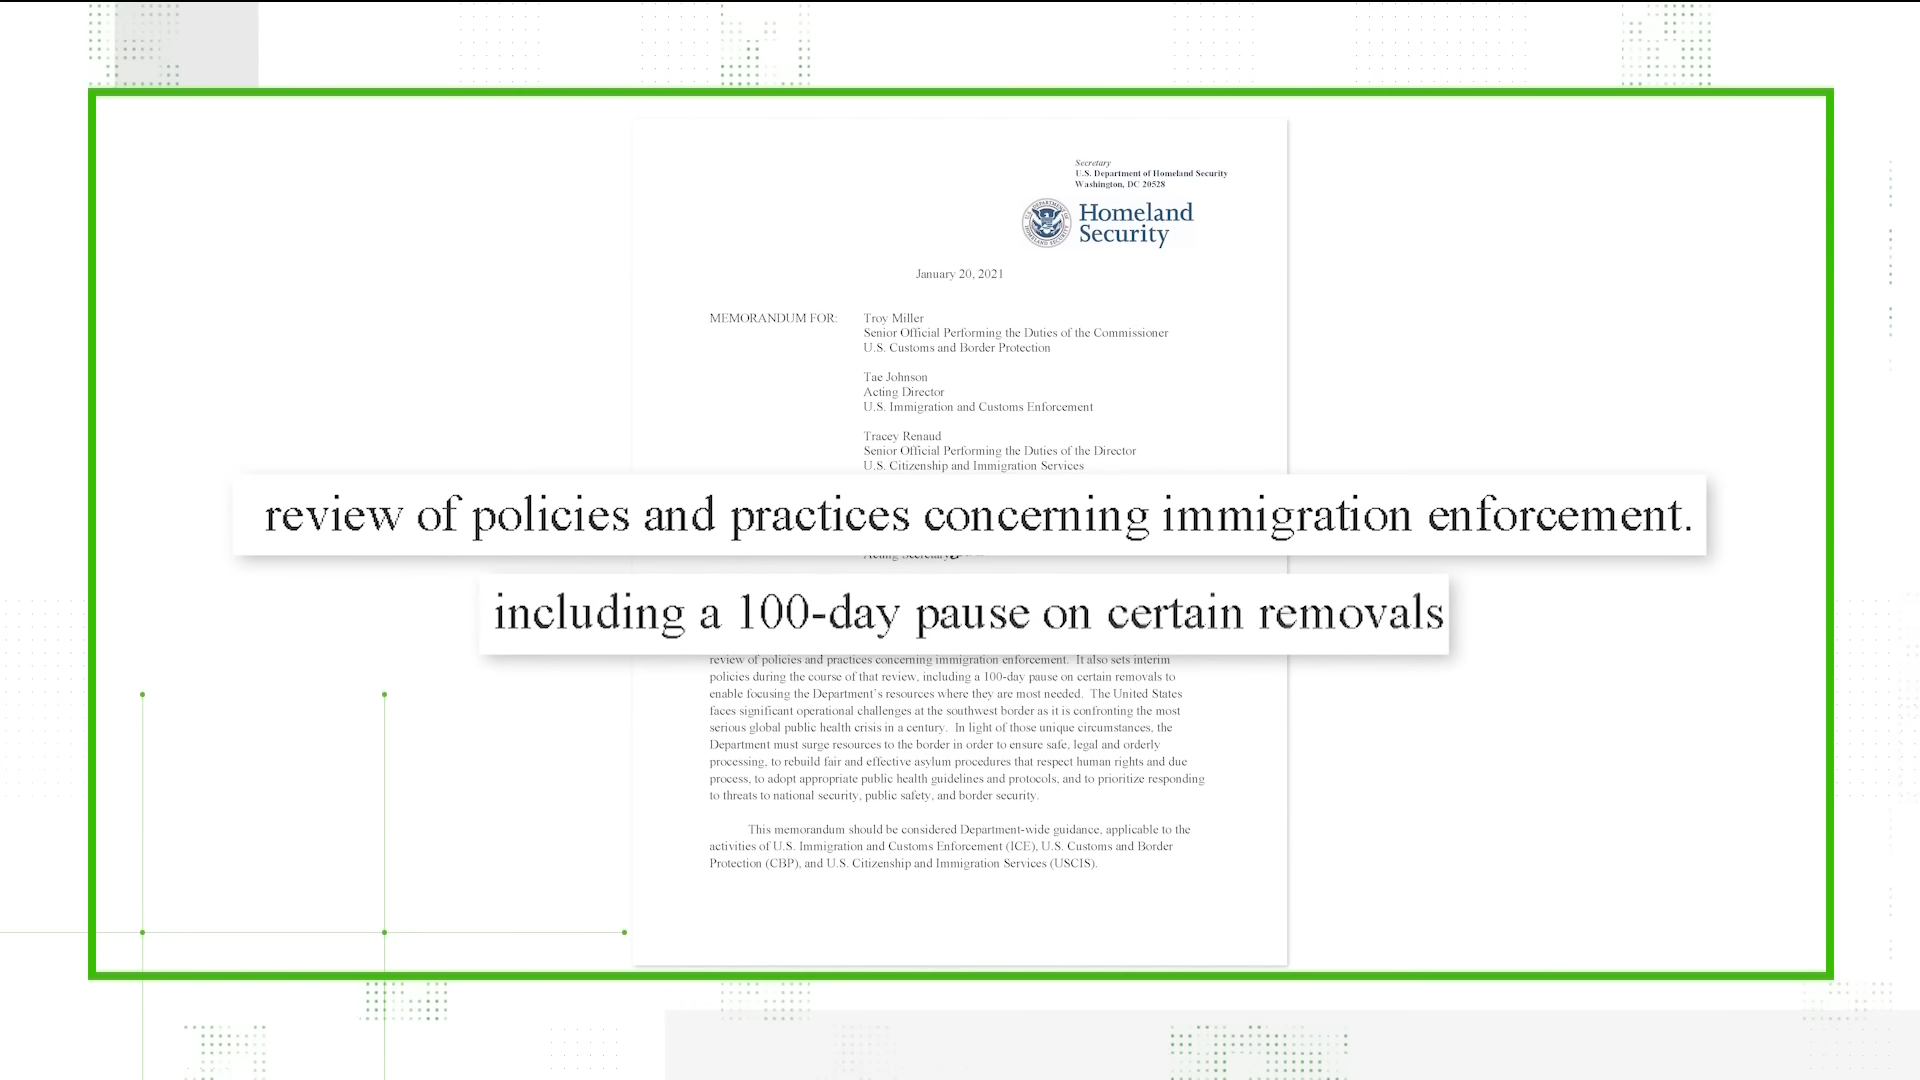 Secretary
U.S. Department of Homeland Security
Washington, DC 20528
Homeland
Security
January 20, 2021
MEMORANDUM FOR: Troy Miller
Senior Official Performing the Duties of the Commissioner
U.S. Customs and Border Protection
Tae Johnson
Acting Director
U.S. Immigration and Customs Enforcement
Tracey Renaud
Senior Official Performing the Duties of the Director
U.S. Citizenship and Immigration Services
review of policies and practices concerning immigration enforcement.
Acting Secretary
including a 100-day pause on certain removals
review of policies and practices concerning immigration enforcement. It also sets interim
policies during the course of that review, including a 100-day pause on certain removals to
enable focusing the Department's resources where they are most needed. The United States
faces significant operational challenges at the southwest border as it is confronting the most
serious global public health crisis in a century. In light of those unique circumstances, the
Department must surge resources to the border in order to ensure safe, legal and orderly
processing, to rebuild fair and effective asylum procedures that respect human rights and due
process, to adopt appropriate public health guidelines and protocols, and to prioritize responding
to threats to national security, public safety, and border security.
This memorandum should be considered Department-wide guidance, applicable to the
activities of U.S. Immigration and Customs Enforcement (ICE), U.S. Customs and Border
Protection (CBP), and U.S. Citizenship and Immigration Services (USCIS).